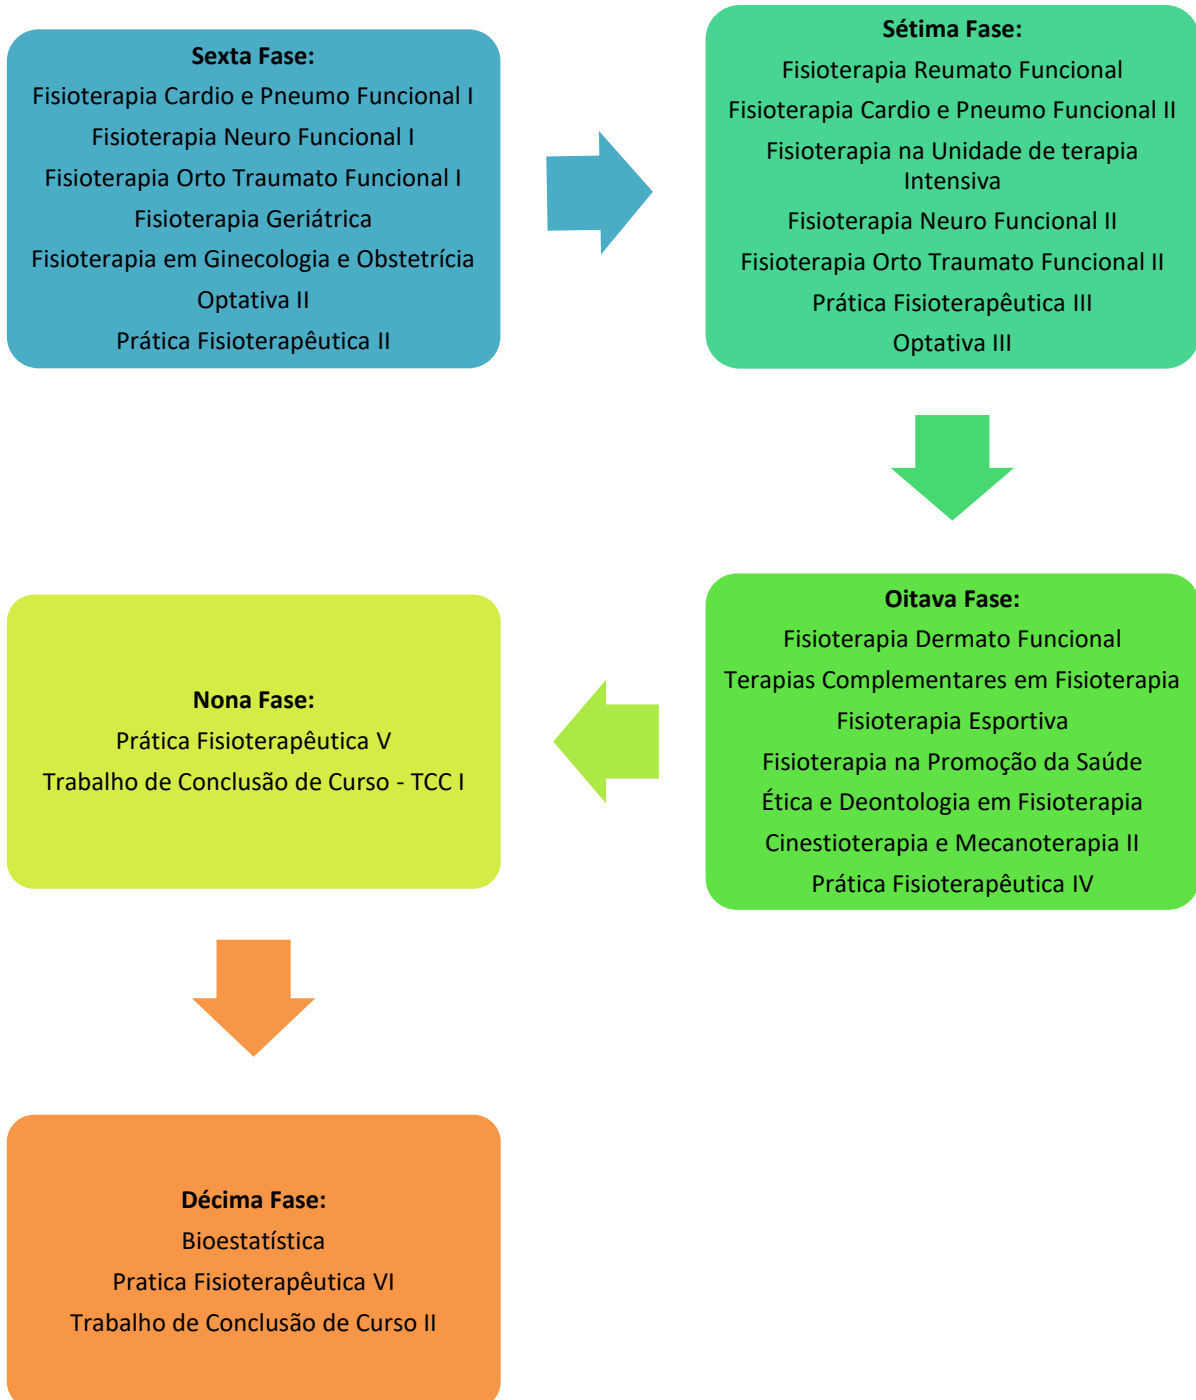 Sexta Fase:
Fisioterapia Cardio e Pneumo Funcional I
Fisioterapia Neuro Funcional I
Fisioterapia Orto Traumato Funcional I
Fisioterapia Geriátrica
Fisioterapia em Ginecologia e Obstetrícia
Optativa II
Prática Fisioterapêutica II
Sétima Fase:
Fisioterapia Reumato Funcional
Fisioterapia Cardio e Pneumo Funcional II
Fisioterapia na Unidade de terapia
Intensiva
Fisioterapia Neuro Funcional II
Fisioterapia Orto Traumato Funcional II
Prática Fisioterapêutica III
Optativa III
Oitava Fase:
Fisioterapia Dermato Funcional
Terapias Complementares em Fisioterapia
Fisioterapia Esportiva
Fisioterapia na Promoção da Saúde
Ética e Deontologia em Fisioterapia
Cinestioterapia e Mecanoterapia II
Prática Fisioterapêutica IV
Nona Fase:
Prática Fisioterapêutica V
Trabalho de Conclusão de Curso - TCC I
Décima Fase:
Bioestatística
Pratica Fisioterapêutica VI
Trabalho de Conclusão de Curso II